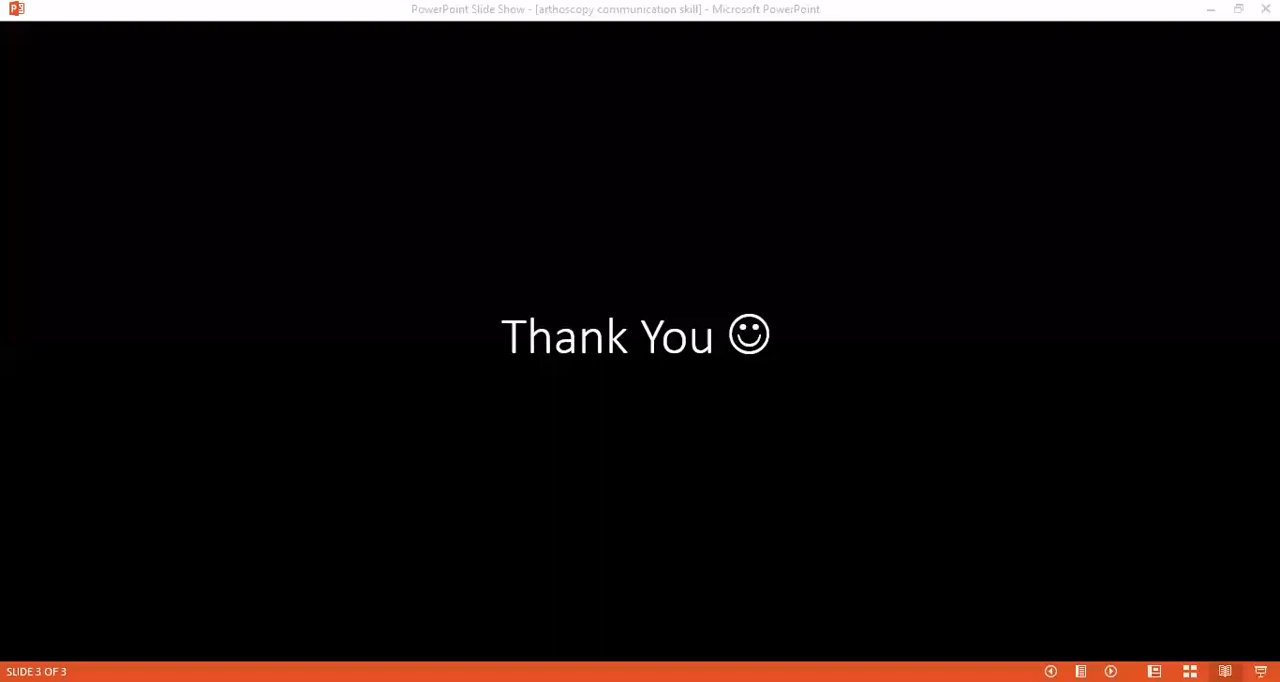 PowerPoint Slide Show - [arthoscopy communication skill] - Microsoft PowerPoint
Thank You ☺
SLIDE 3 OF 3